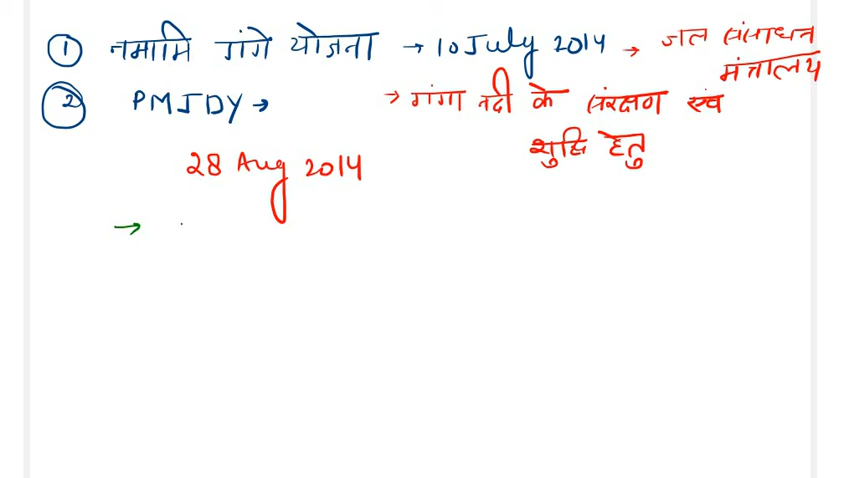 ① नमामि गंगे योजना → 10 July 2014 → जल संसाधन
मंत्रालय
② PMJDY → → गंगा नदी के संरक्षण एवं
शुद्धि हेतु
28 Aug 2014
→